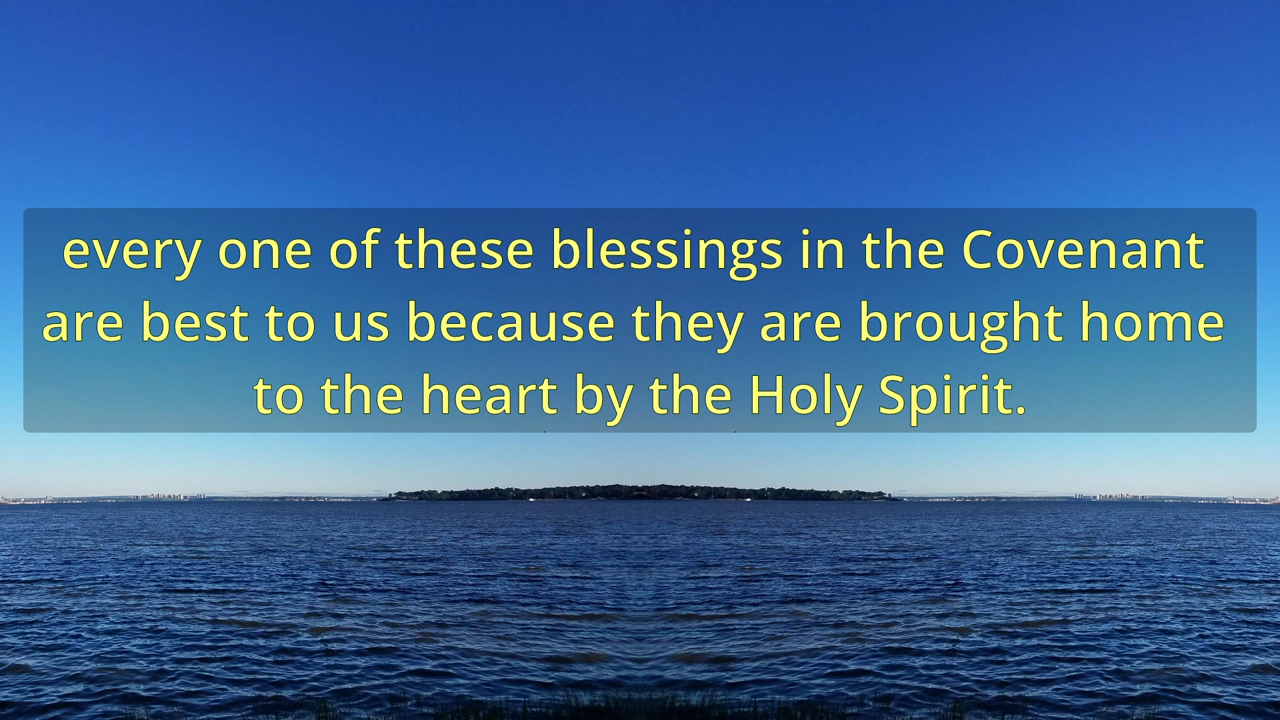 every one of these blessings in the Covenant
are best to us because they are brought home
to the heart by the Holy Spirit.